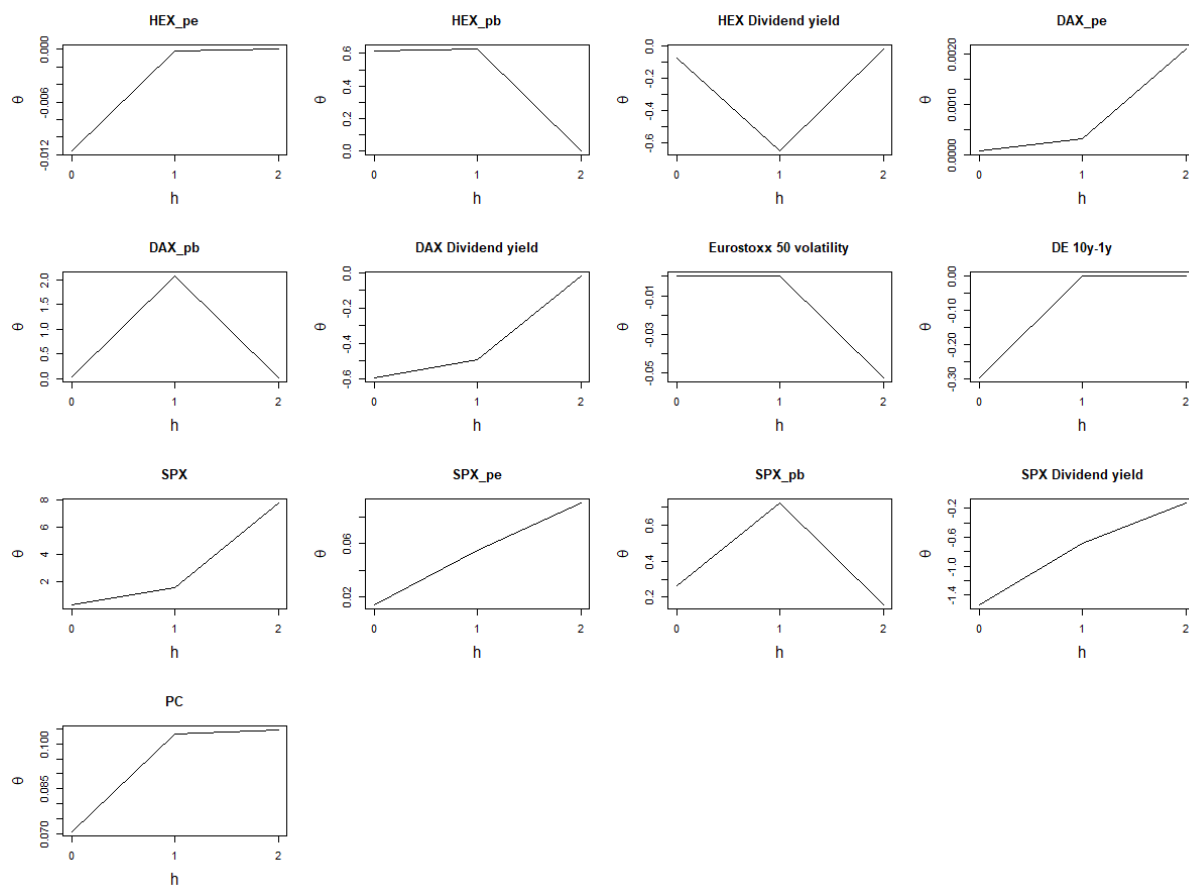 HEX_pe
HEX_pb
HEX Dividend yield
DAX_pe
θ
-0.012
-0.006
0.000
0
1
2
h
θ
0.0
0.2
0.4
0.6
0
1
2
h
θ
-0.6
-0.4
-0.2
0.0
0
1
2
h
θ
0.0000
0.0010
0.0020
0
1
2
h
DAX_pb
DAX Dividend yield
Eurostoxx 50 volatility
DE 10y-1y
θ
0.0
0.5
1.0
1.5
2.0
0
1
2
h
θ
-0.6
-0.4
-0.2
0.0
0
1
2
h
θ
-0.05
-0.03
-0.01
0
1
2
h
θ
-0.30
-0.20
-0.10
0.00
0
1
2
h
SPX
SPX_pe
SPX_pb
SPX Dividend yield
θ
2
4
6
8
0
1
2
h
θ
0.02
0.06
0
1
2
h
θ
0.2
0.4
0.6
0
1
2
h
θ
-1.4
-1.0
-0.6
-0.2
0
1
2
h
PC
θ
0.070
0.085
0.100
0
1
2
h